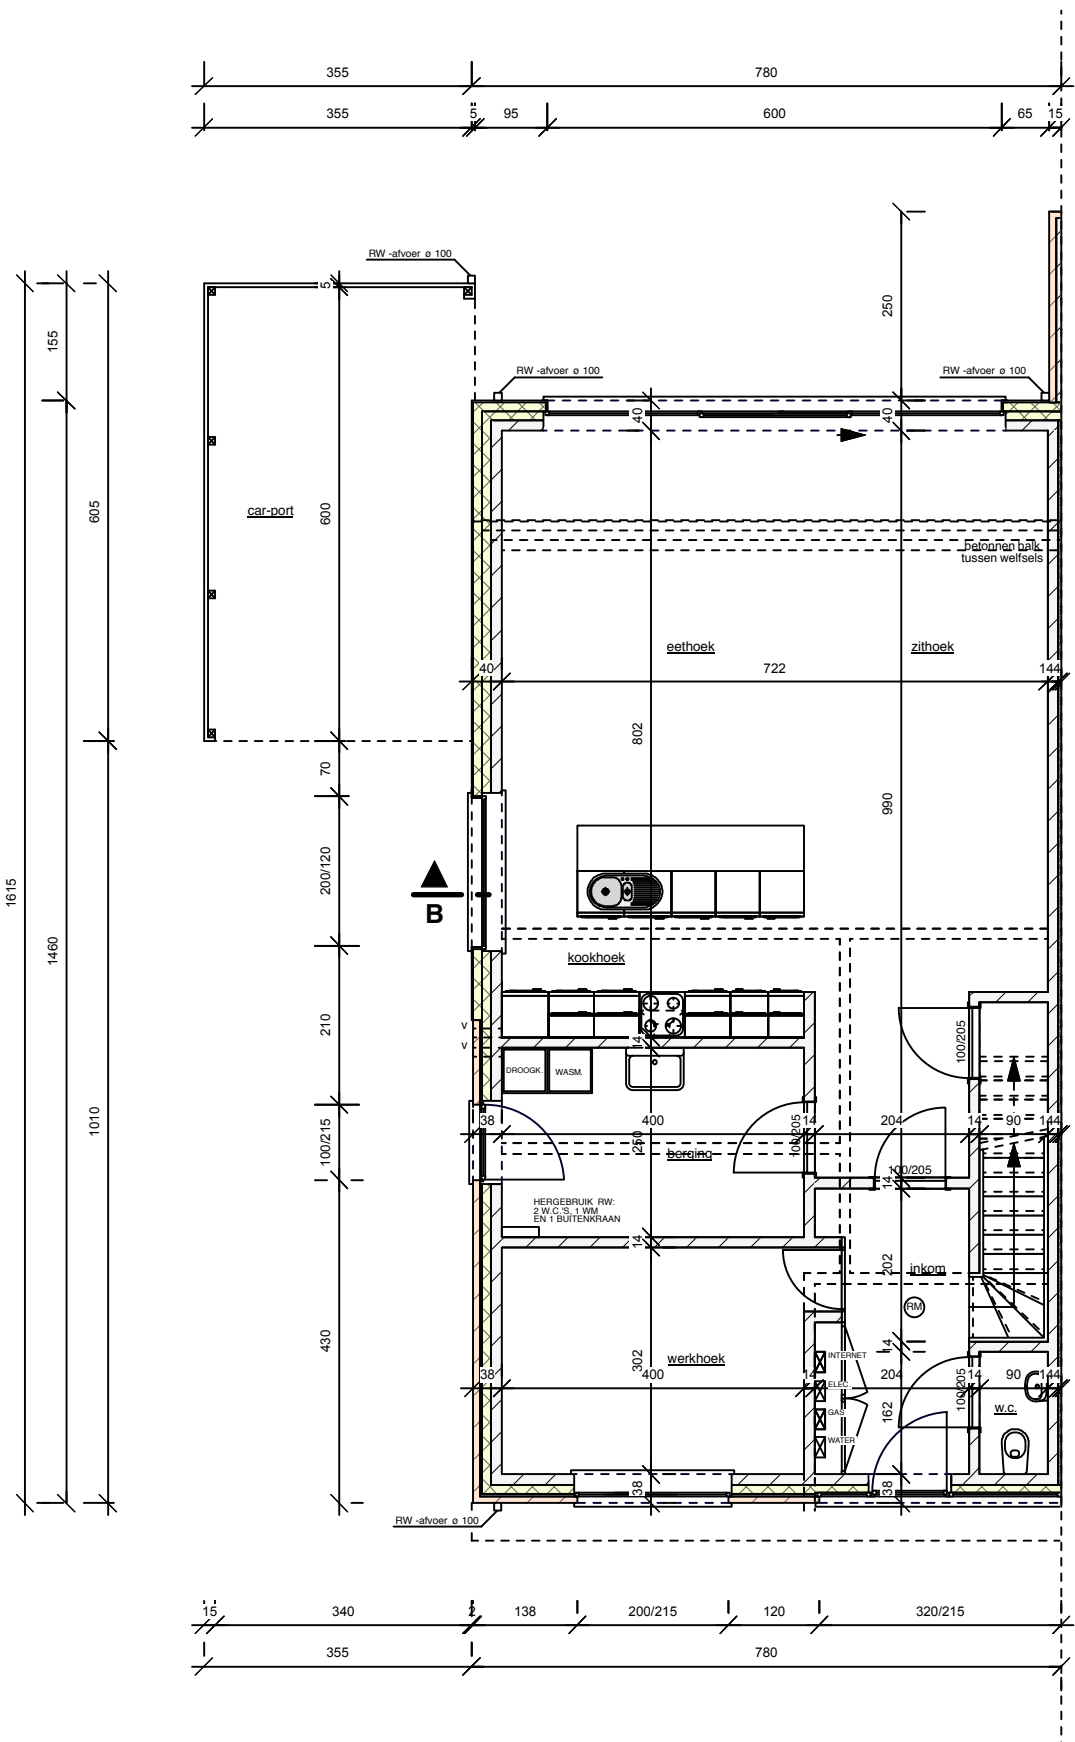 355
780
355
5
95
600
65
15
RW -afvoer ø 100
5
250
155
RW -afvoer ø 100
RW -afvoer ø 100
40
40
605
car-port
600
betonnen balk
tussen welfsels
eethoek
zithoek
40
722
144
802
70
990
200/120
1615
B
1460
kookhoek
210
v
v
14
100/205
DROOGK.
WASM.
1010
100/215
38
400
250
100/205
14
204
14
90
144
berging
100/205
14
HERGEBRUIK RW:
2 W.C.'S, 1 WM
EN 1 BUITENKRAAN
14
202
inkom
RM
430
302
werkhoek
14
INTERNET
38
400
14
204
100/205
14
90
144
ELEC.
162
w.c.
GAS
WATER
38
38
RW -afvoer ø 100
15
340
2
138
200/215
120
320/215
355
780